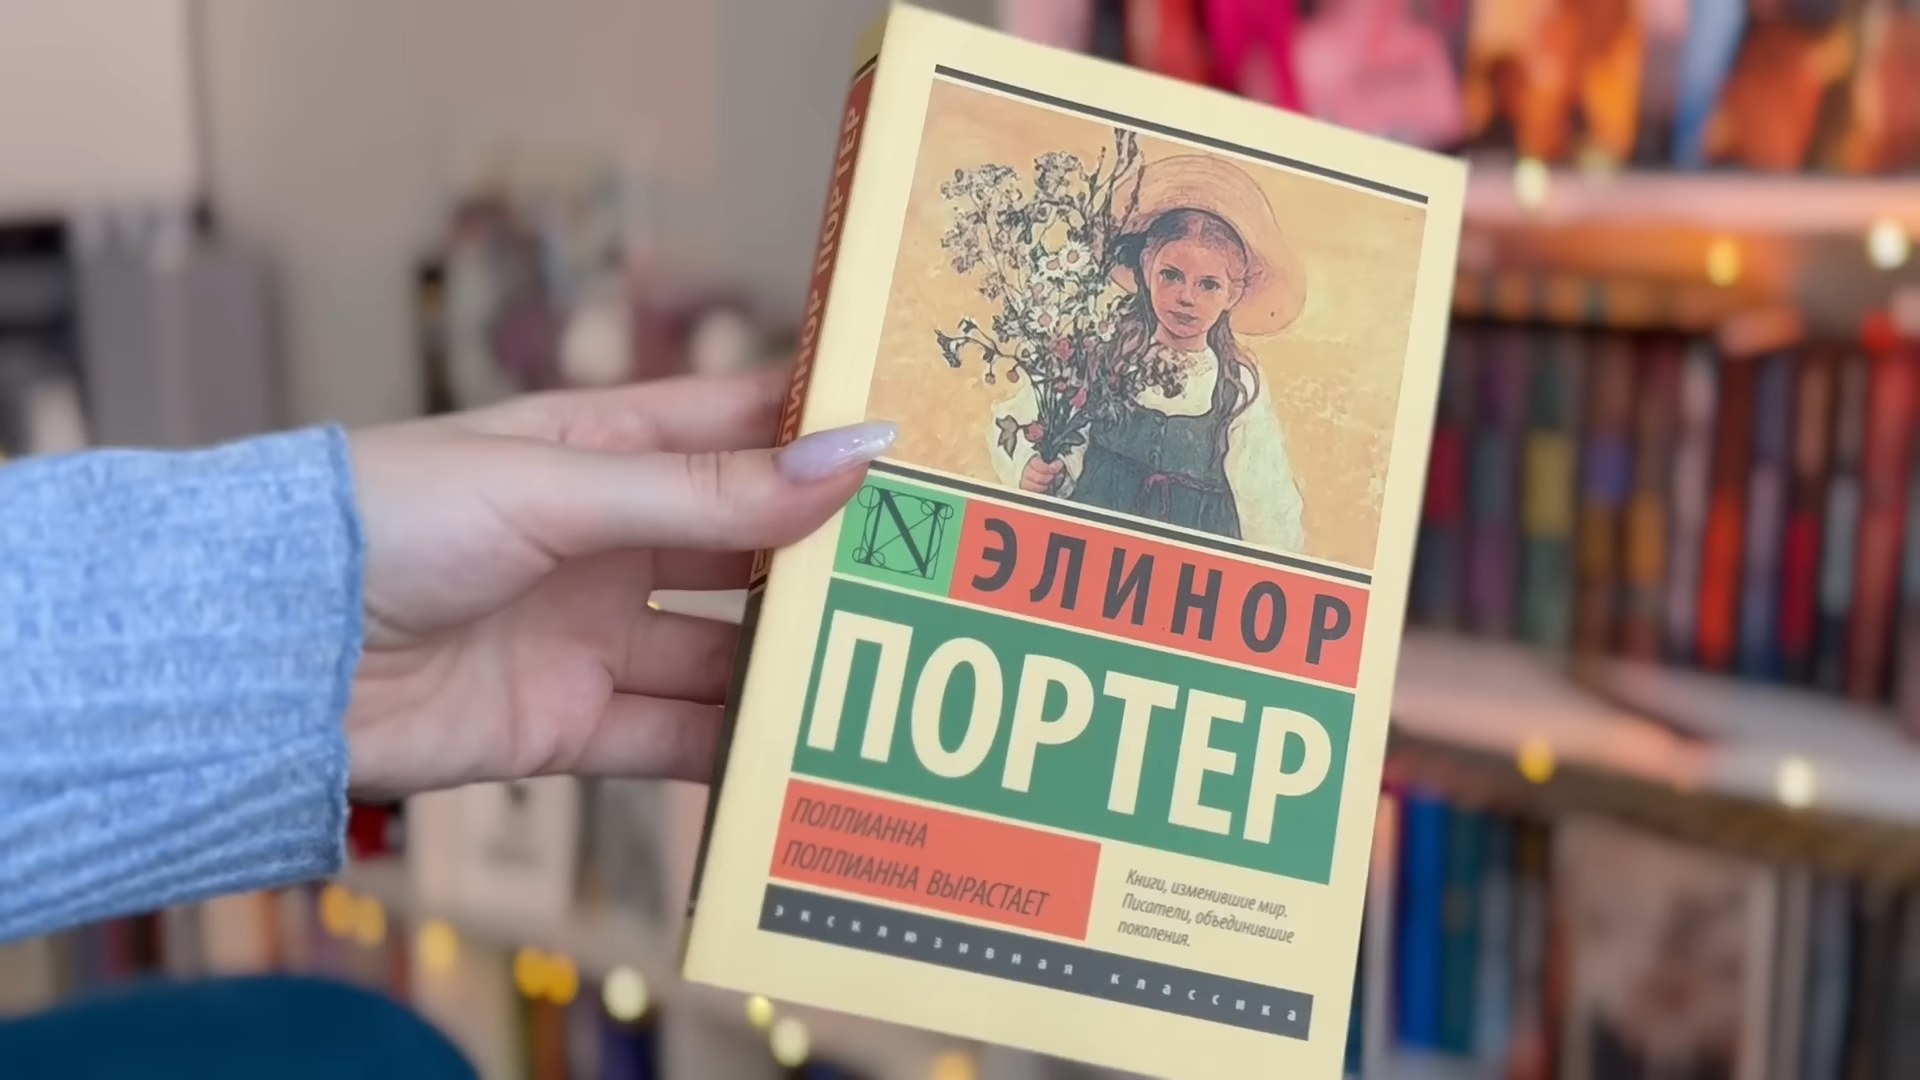 ЭЛИНОР ПОРТЕР
N ЭЛИНОР
ПОРТЕР
ПОЛЛИАННА
ПОЛЛИАННА ВЫРАСТАЕТ
Книги, изменившие мир.
Писатели, объединившие
поколения.
эксклюзивная классика